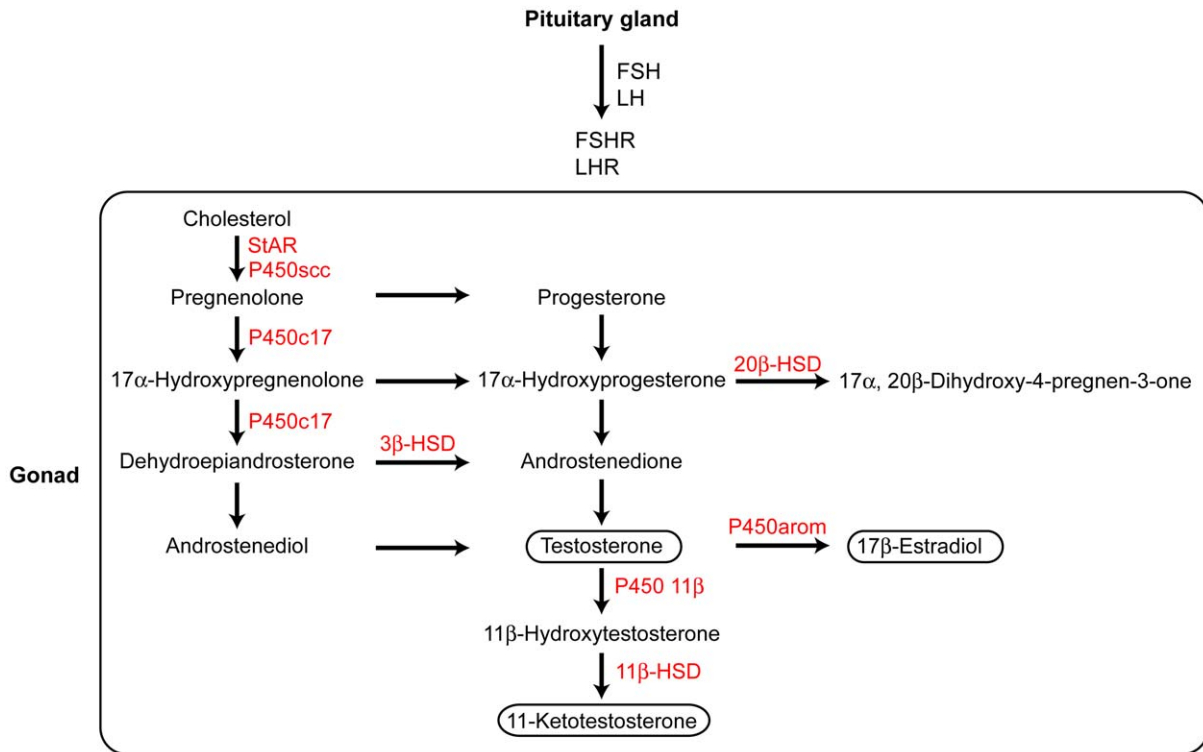 Pituitary gland
FSH
LH
FSHR
LHR
Cholesterol
StAR
P450scc
Pregnenolone
Progesterone
P450c17
20β-HSD
17α-Hydroxypregnenolone
17α-Hydroxyprogesterone
17α, 20β-Dihydroxy-4-pregnen-3-one
P450c17
3β-HSD
Dehydroepiandrosterone
Androstenedione
Gonad
P450arom
Androstenediol
Testosterone
17β-Estradiol
P450 11β
11β-Hydroxytestosterone
11β-HSD
11-Ketotestosterone